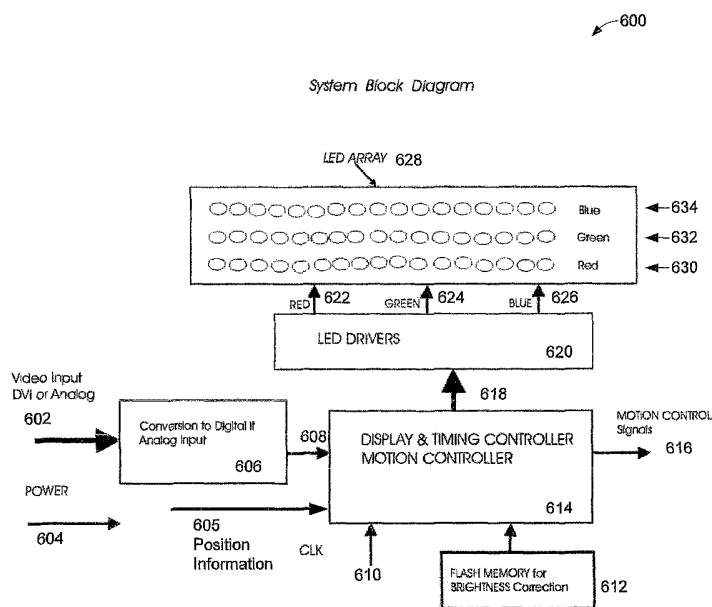 600
System Block Diagram
LED ARRAY 628
Blue 634
Green 632
Red 630
RED 622 GREEN 624 BLUE 626
LED DRIVERS
620
618
Video Input
DVI or Analog
602
Conversion to Digital if
Analog Input
606
608
DISPLAY & TIMING CONTROLLER
MOTION CONTROLLER
614
MOTION CONTROL
Signals
616
POWER
604
605
Position
Information
CLK
610
FLASH MEMORY for
BRIGHTNESS Correction
612